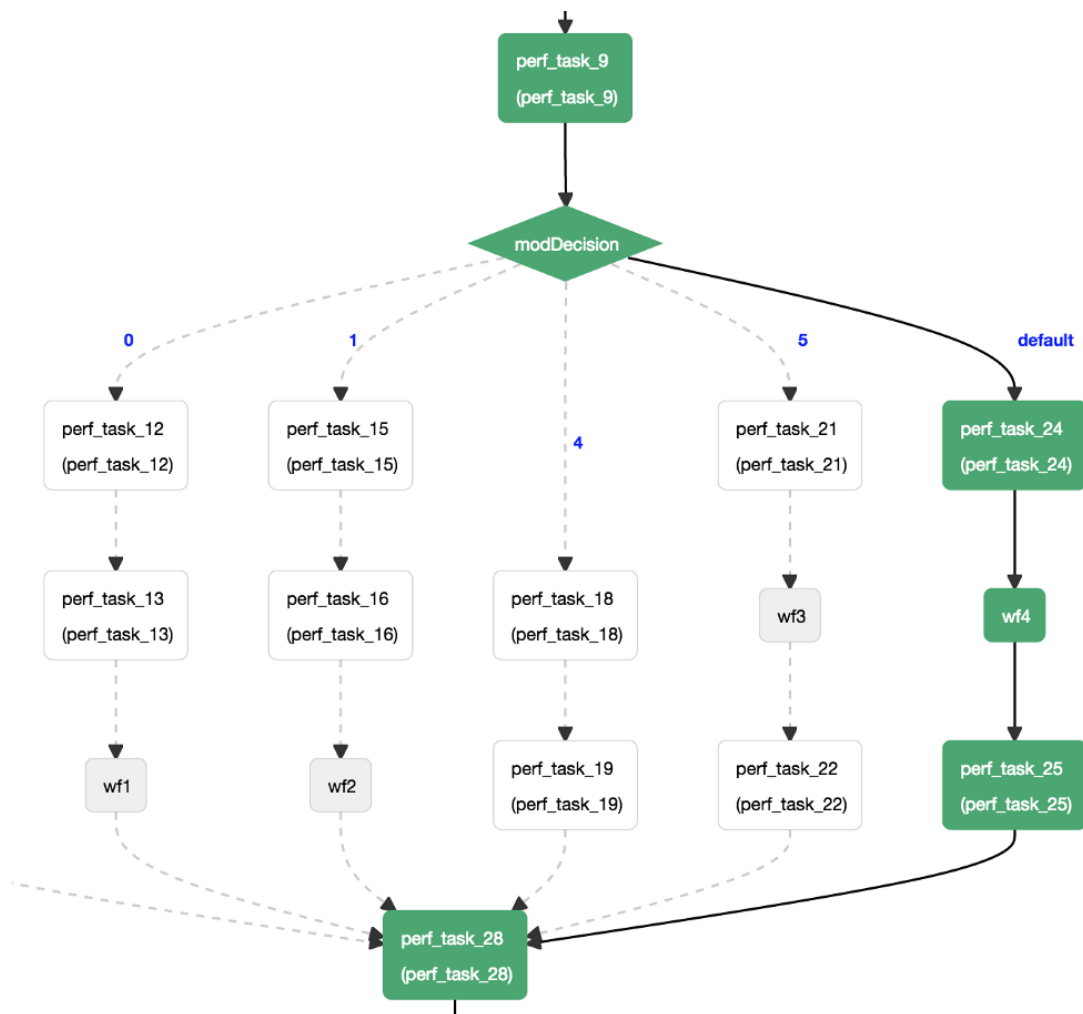 perf_task_9
(perf_task_9)
modDecision
0
1
4
5
default
perf_task_12
(perf_task_12)
perf_task_15
(perf_task_15)
perf_task_21
(perf_task_21)
perf_task_24
(perf_task_24)
perf_task_13
(perf_task_13)
perf_task_16
(perf_task_16)
perf_task_18
(perf_task_18)
wf3
wf4
wf1
wf2
perf_task_19
(perf_task_19)
perf_task_22
(perf_task_22)
perf_task_25
(perf_task_25)
perf_task_28
(perf_task_28)